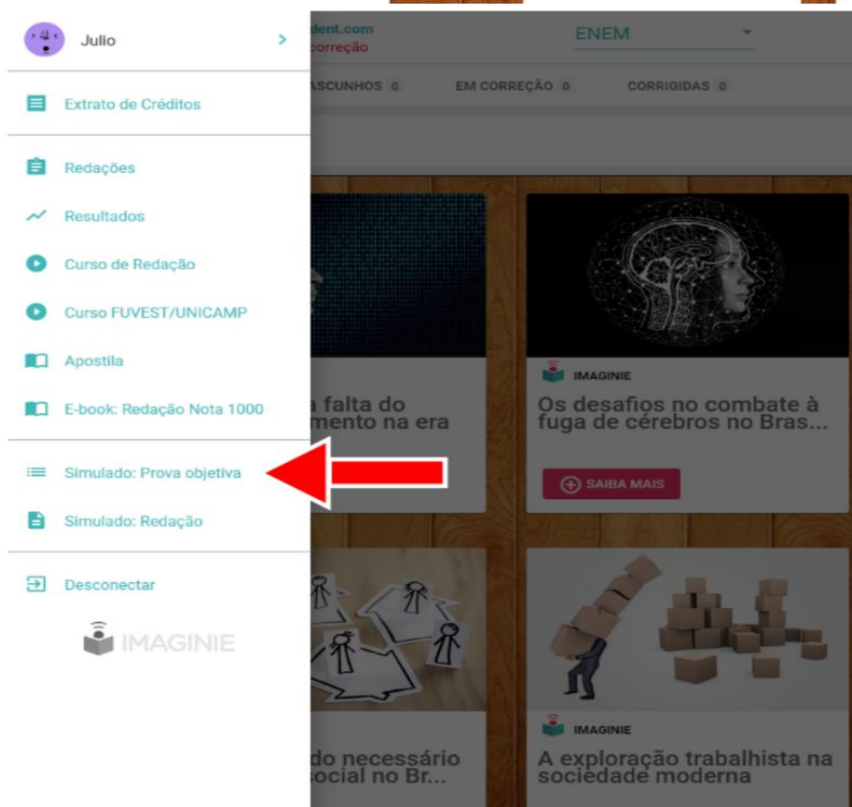 Julio
Extrato de Créditos
Redações
Resultados
Curso de Redação
Curso FUVEST/UNICAMP
Apostila
E-book: Redação Nota 1000
Simulado: Prova objetiva
Simulado: Redação
Desconectar
IMAGINIE
dent.com
correção
ENEM
ASCUNHOS 0
EM CORREÇÃO 0
CORRIGIDAS 0
a falta do
mento na era
IMAGINIE
Os desafios no combate à
fuga de cérebros no Bras...
SAIBA MAIS
do necessário
social no Br...
IMAGINIE
A exploração trabalhista na
sociedade moderna